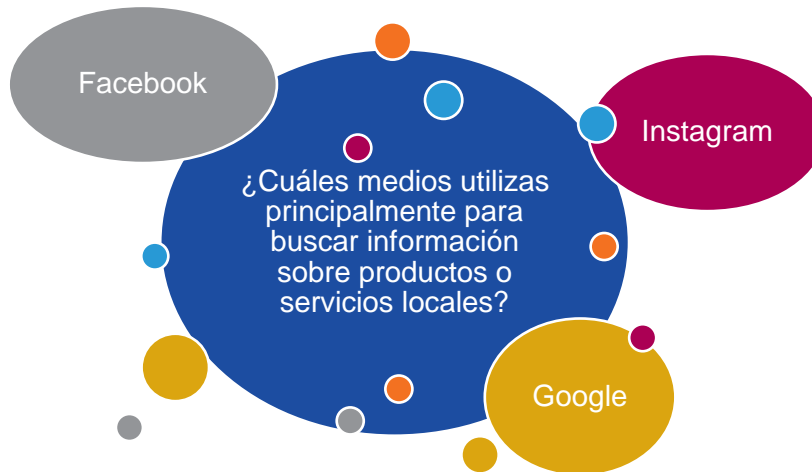 Facebook
Instagram
¿Cuáles medios utilizas
principalmente para
buscar información
sobre productos o
servicios locales?
Google